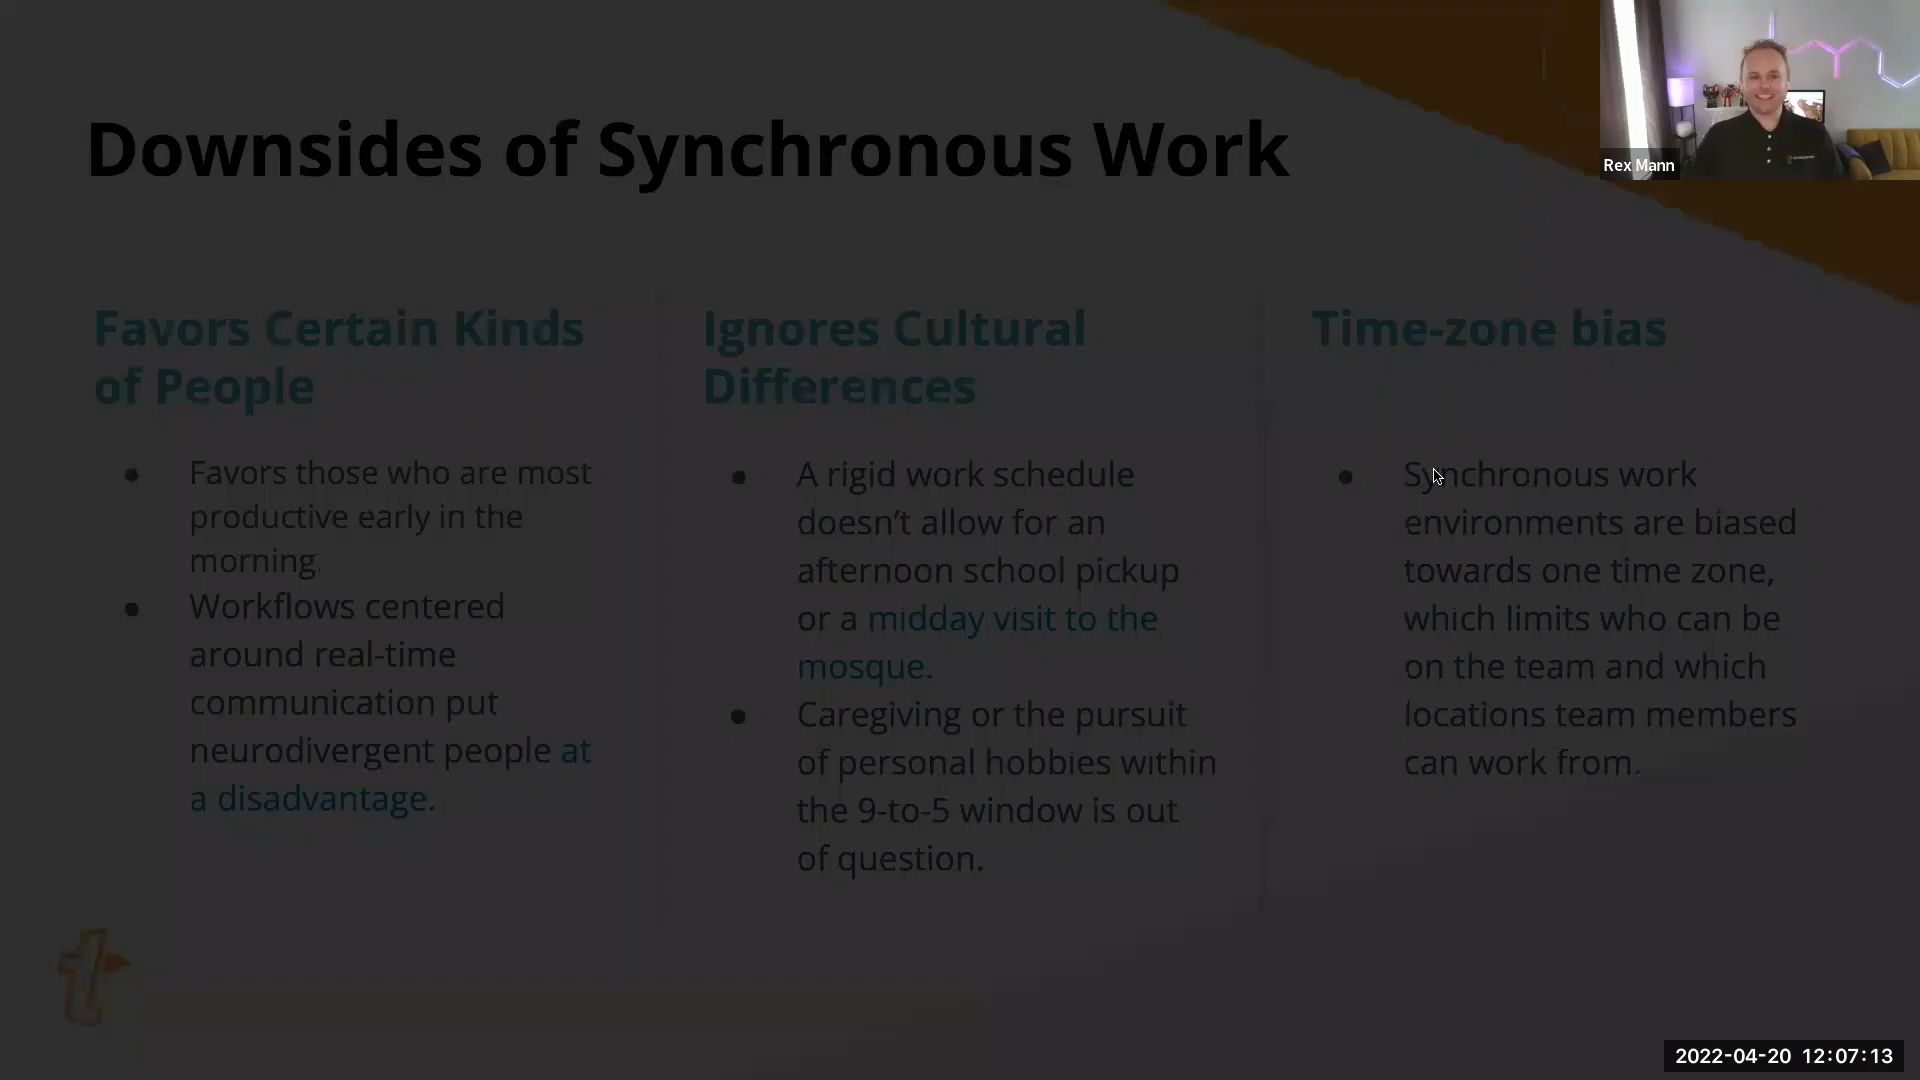 Downsides of Synchronous Work
Rex Mann
Favors Certain Kinds
of People
Favors those who are most
productive early in the
morning.
Workflows centered
around real-time
communication put
neurodivergent people at
a disadvantage.
Ignores Cultural
Differences
A rigid work schedule
doesn't allow for an
afternoon school pickup
or a midday visit to the
mosque.
Caregiving or the pursuit
of personal hobbies within
the 9-to-5 window is out
of question.
Time-zone bias
Synchronous work
environments are biased
towards one time zone,
which limits who can be
on the team and which
locations team members
can work from.
t
2022-04-20 12:07:13